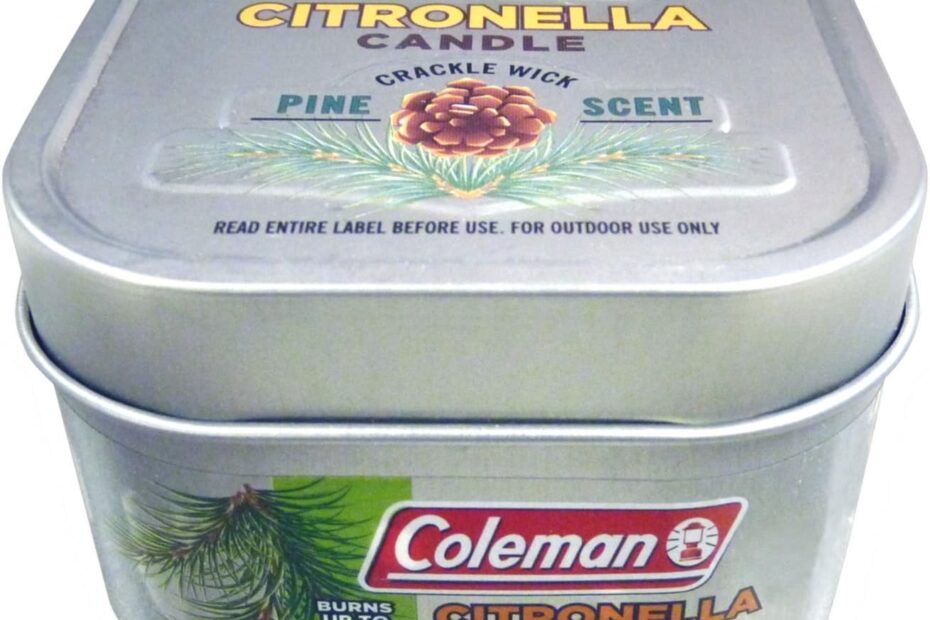 CITRONELLA
CANDLE
CRACKLE WICK
PINE SCENT
READ ENTIRE LABEL BEFORE USE. FOR OUTDOOR USE ONLY
Coleman
BURNS
UP TO
CITRONELLA